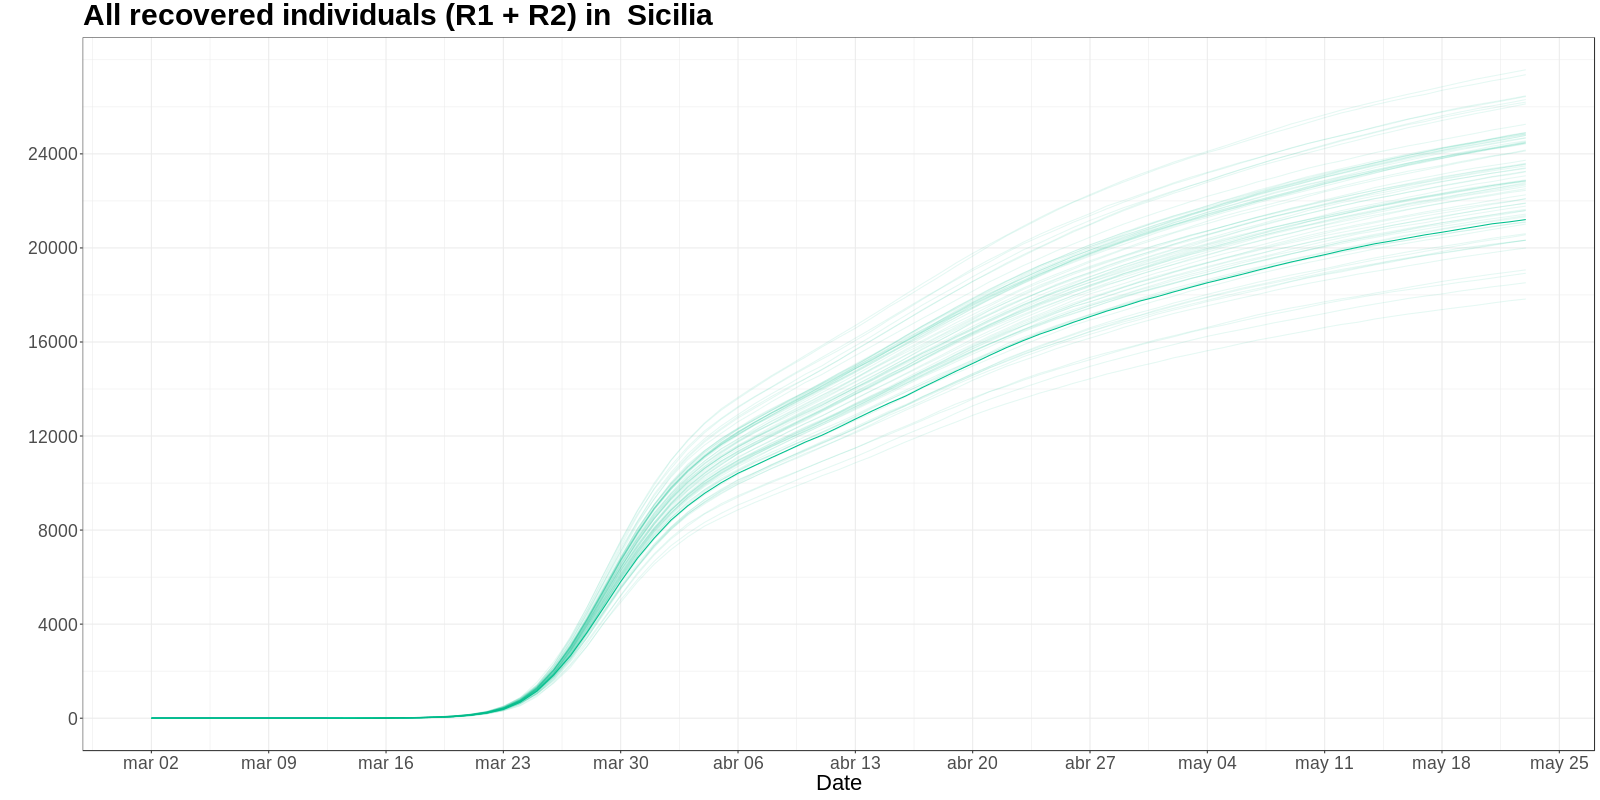 All recovered individuals (R1 + R2) in  Sicilia
24000
20000
16000
12000
8000
4000
0
mar 02 mar 09 mar 16 mar 23 mar 30 abr 06 abr 13 abr 20 abr 27 may 04 may 11 may 18 may 25
Date